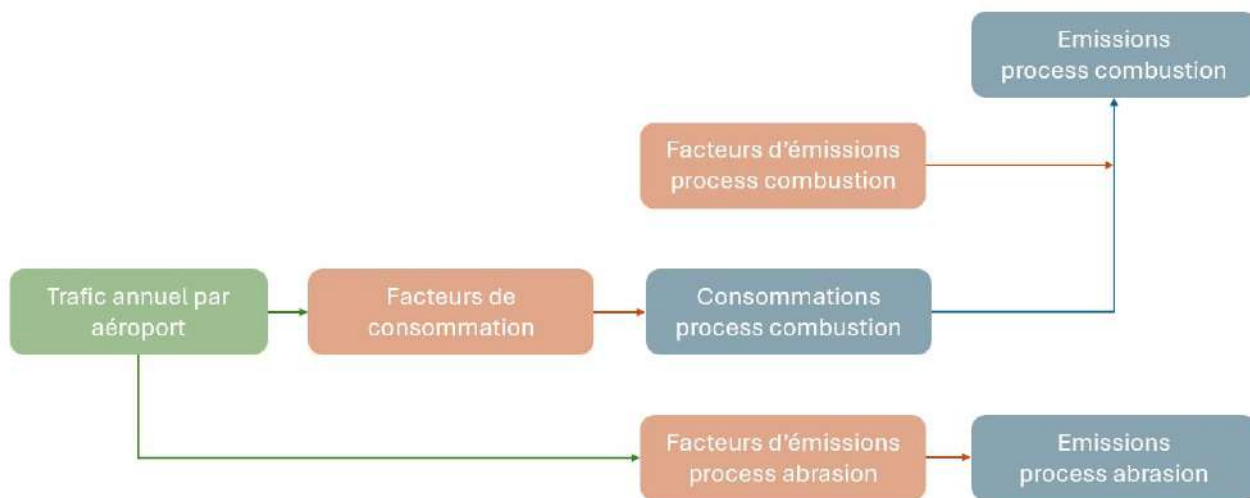 Emissions
process combustion
Facteurs d'émissions
process combustion
Trafic annuel par
aéroport
Facteurs de
consommation
Consommations
process combustion
Facteurs d'émissions
process abrasion
Emissions
process abrasion